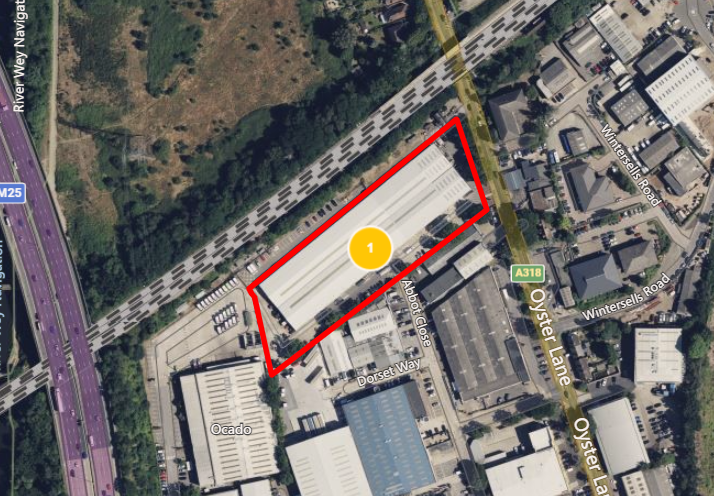 River Wey Navigat
M25
1
Wintersells Road
A318
Abbot Close
Wintersells Road
Oyster Lane
Dorset Way
Ocado
Oyster La